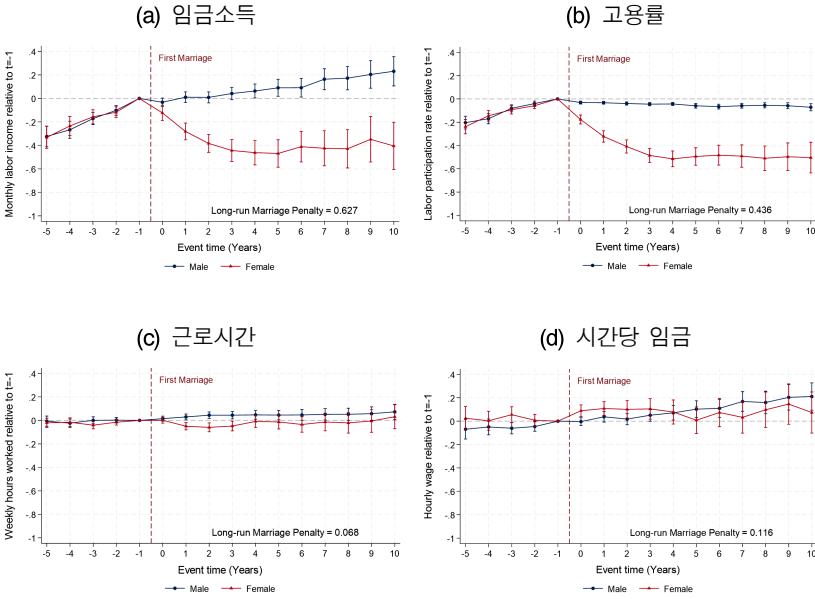 (a) 임금소득
Monthly labor income relative to t=-1
.4
.2
0
-.2
-.4
-.6
-.8
-1
First Marriage
Long-run Marriage Penalty = 0.627
-5 -4 -3 -2 -1 0 1 2 3 4 5 6 7 8 9 10
Event time (Years)
Male Female
(b) 고용률
Labor participation rate relative to t=-1
.4
.2
0
-.2
-.4
-.6
-.8
-1
First Marriage
Long-run Marriage Penalty = 0.436
-5 -4 -3 -2 -1 0 1 2 3 4 5 6 7 8 9 10
Event time (Years)
Male Female
(c) 근로시간
Weekly hours worked relative to t=-1
.4
.2
0
-.2
-.4
-.6
-.8
-1
First Marriage
Long-run Marriage Penalty = 0.068
-5 -4 -3 -2 -1 0 1 2 3 4 5 6 7 8 9 10
Event time (Years)
Male Female
(d) 시간당 임금
Hourly wage relative to t=-1
.4
.2
0
-.2
-.4
-.6
-.8
-1
First Marriage
Long-run Marriage Penalty = 0.116
-5 -4 -3 -2 -1 0 1 2 3 4 5 6 7 8 9 10
Event time (Years)
Male Female